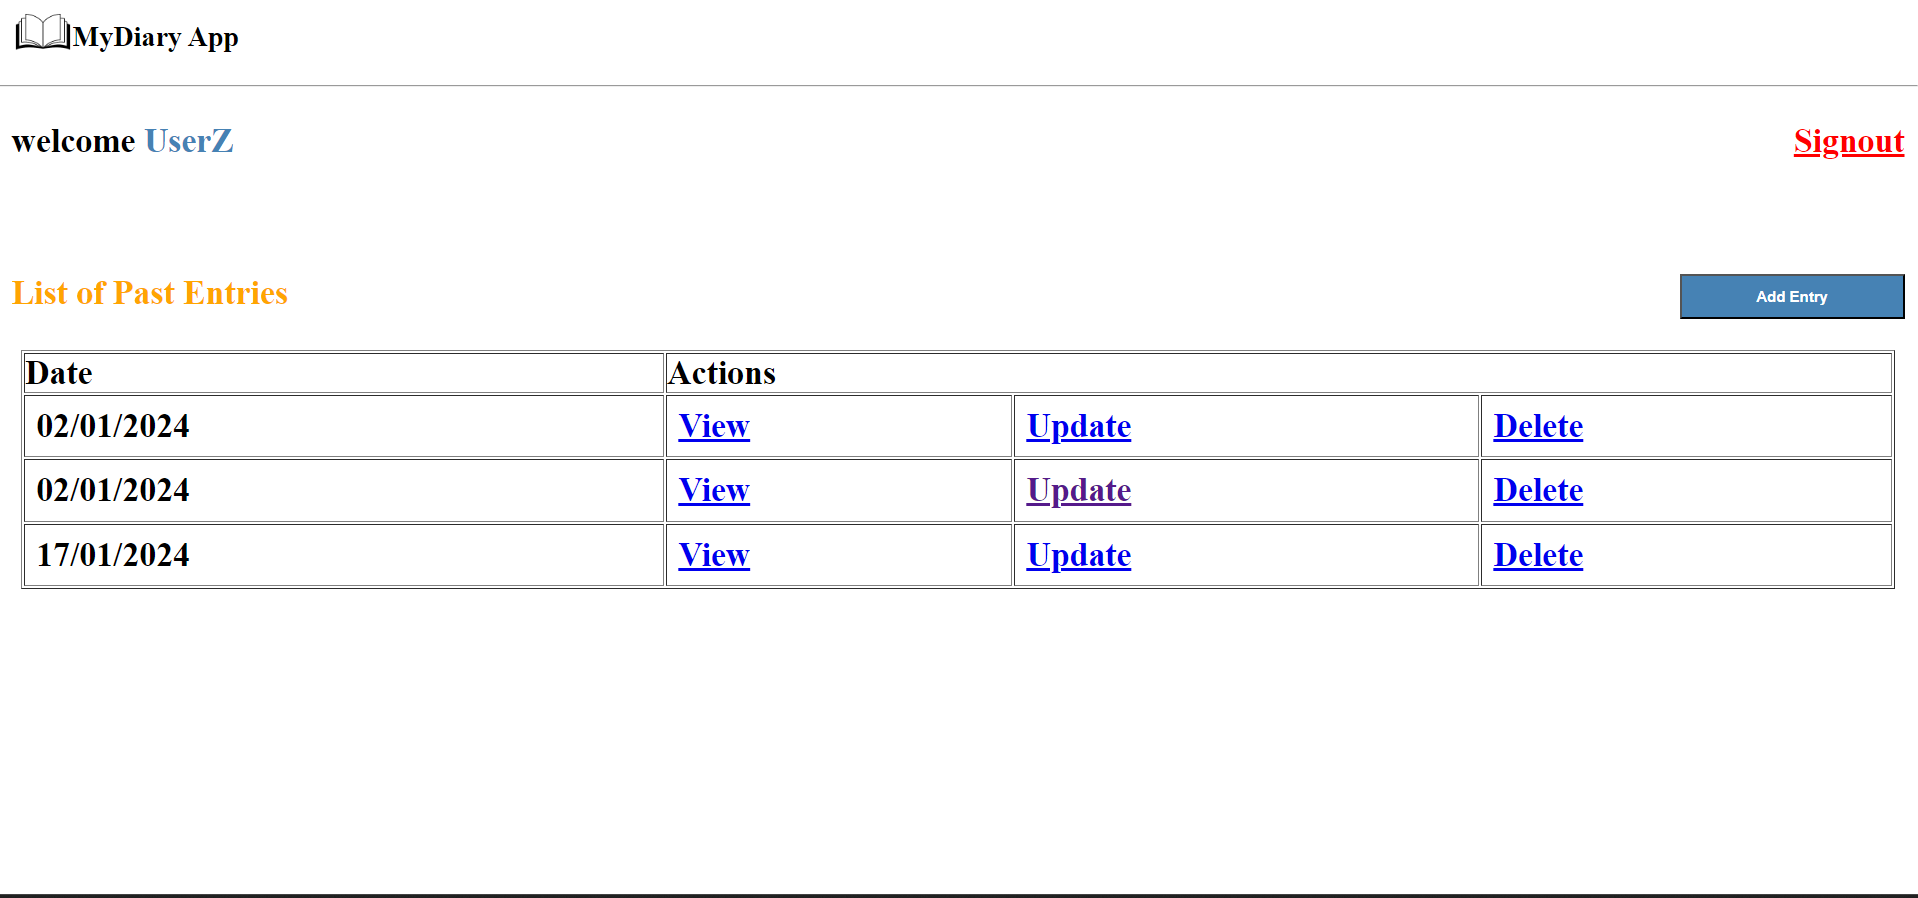 MyDiary App
welcome UserZ Signout
List of Past Entries Add Entry
Date Actions
02/01/2024 View Update Delete
02/01/2024 View Update Delete
17/01/2024 View Update Delete